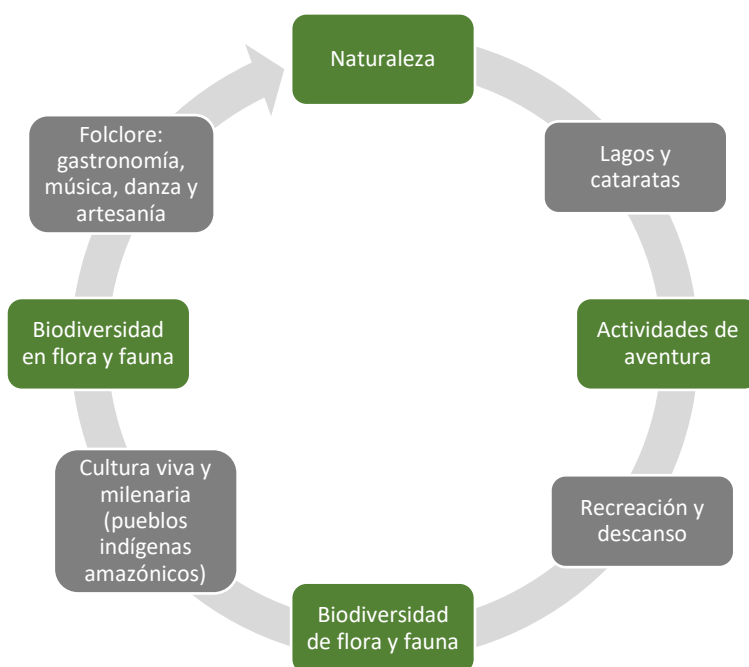 Naturaleza
Lagos y
cataratas
Actividades de
aventura
Recreación y
descanso
Biodiversidad
de flora y fauna
Cultura viva y
milenaria
(pueblos
indígenas
amazónicos)
Biodiversidad
en flora y fauna
Folclore:
gastronomía,
música, danza y
artesanía